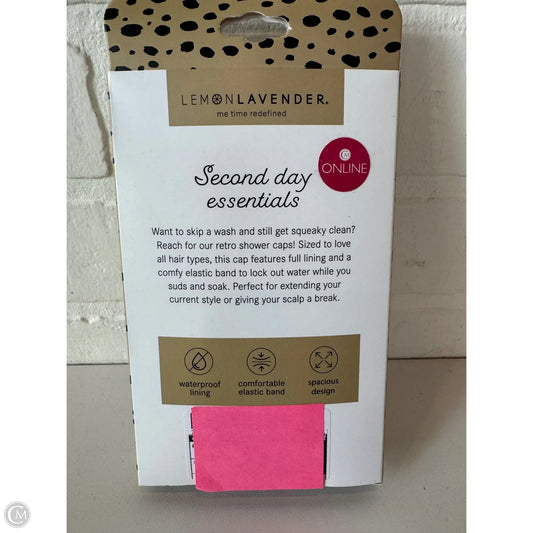 LEMONLAVENDER®
me time redefined
CM
ONLINE
Second day
essentials
Want to skip a wash and still get squeaky clean?
Reach for our retro shower caps! Sized to love
all hair types, this cap features full lining and a
comfy elastic band to lock out water while you
suds and soak. Perfect for extending your
current style or giving your scalp a break.
waterproof
lining
comfortable
elastic band
spacious
design
CM